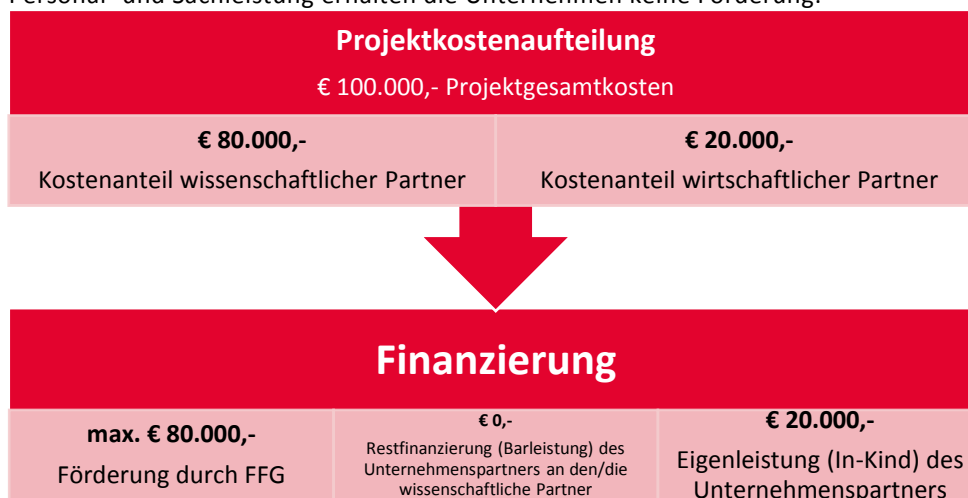 Personal- und Sachleistung erhalten die Unternehmen keine Förderung.
Projektkostenaufteilung
€ 100.000,- Projektgesamtkosten
€ 80.000,-
Kostenanteil wissenschaftlicher Partner
€ 20.000,-
Kostenanteil wirtschaftlicher Partner
Finanzierung
max. € 80.000,-
Förderung durch FFG
€ 0,-
Restfinanzierung (Barleistung) des
Unternehmenspartners an den/die
wissenschaftliche Partner
€ 20.000,-
Eigenleistung (In-Kind) des
Unternehmenspartners